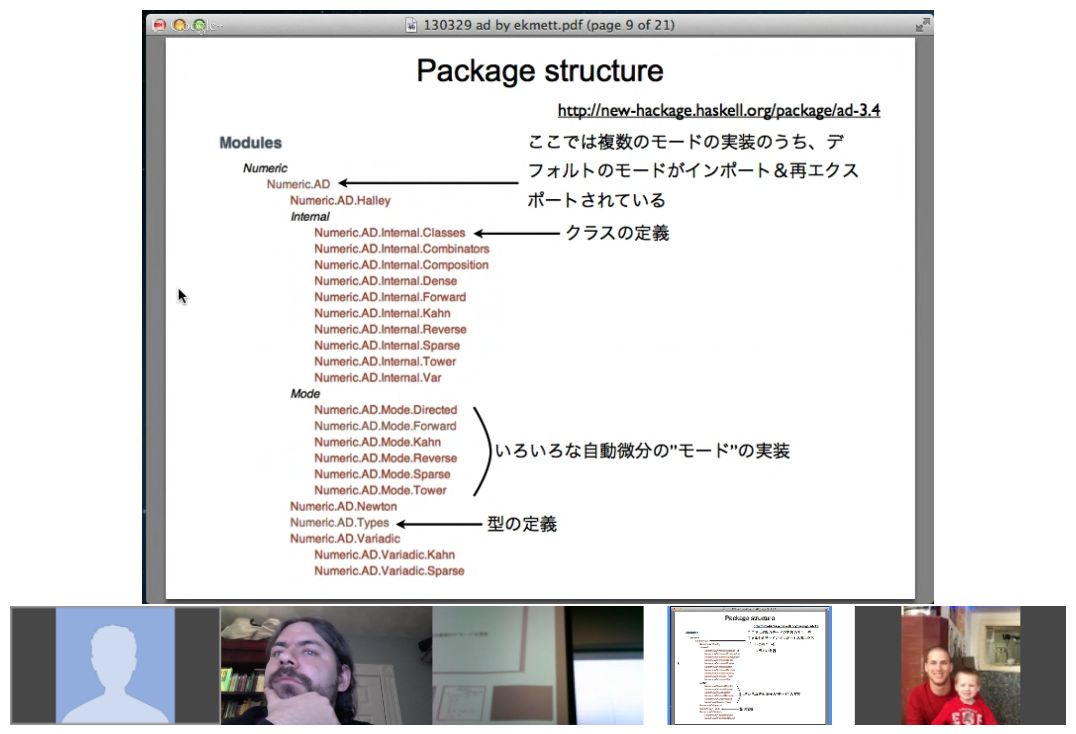 130329 ad by ekmett.pdf (page 9 of 21)
Package structure
http://new-hackage.haskell.org/package/ad-3.4
Modules
ここでは複数のモードの実装のうち、デ
フォルトのモードがインポート＆再エクス
ポートされている
Numeric
Numeric.AD
Numeric.AD.Halley
Internal
Numeric.AD.Internal.Classes
クラスの定義
Numeric.AD.Internal.Combinators
Numeric.AD.Internal.Composition
Numeric.AD.Internal.Dense
Numeric.AD.Internal.Forward
Numeric.AD.Internal.Kahn
Numeric.AD.Internal.Reverse
Numeric.AD.Internal.Sparse
Numeric.AD.Internal.Tower
Numeric.AD.Internal.Var
Mode
Numeric.AD.Mode.Directed
Numeric.AD.Mode.Forward
Numeric.AD.Mode.Kahn
いろいろな自動微分の"モード"の実装
Numeric.AD.Mode.Reverse
Numeric.AD.Mode.Sparse
Numeric.AD.Mode.Tower
Numeric.AD.Newton
Numeric.AD.Types
型の定義
Numeric.AD.Variadic
Numeric.AD.Variadic.Kahn
Numeric.AD.Variadic.Sparse
Package structure